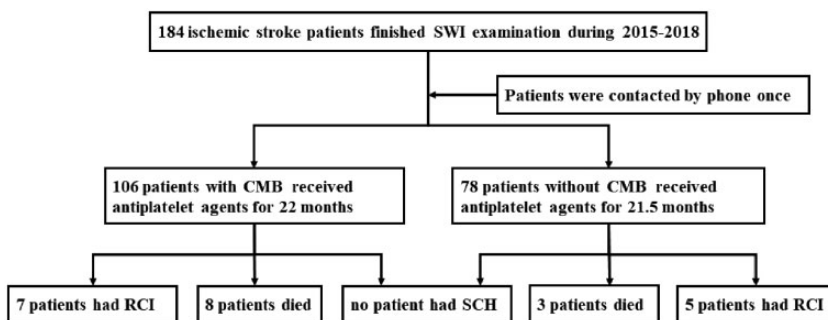 184 ischemic stroke patients finished SWI examination during 2015-2018
Patients were contacted by phone once
106 patients with CMB received
antiplatelet agents for 22 months
78 patients without CMB received
antiplatelet agents for 21.5 months
7 patients had RCI
8 patients died
no patient had SCH
3 patients died
5 patients had RCI